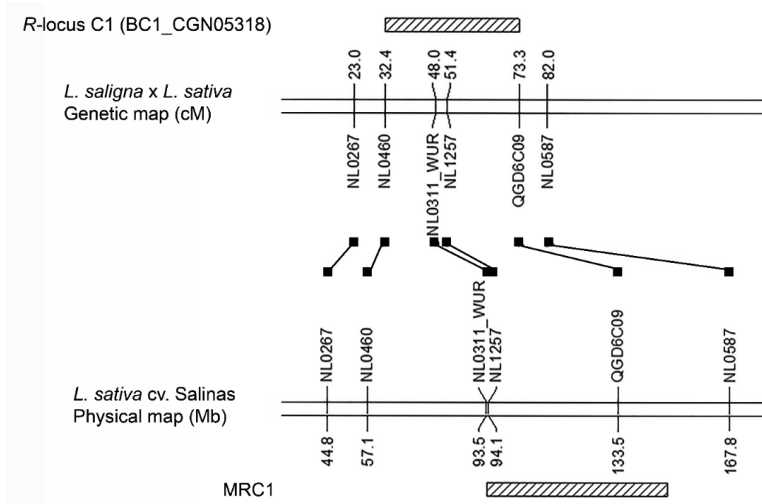 R-locus C1 (BC1_CGN05318)
23.0
32.4
48.0
51.4
73.3
82.0
L. saligna x L. sativa
Genetic map (cM)
NL0267
NL0460
NL0311_WUR
NL1257
QGD6C09
NL0587
NL0267
NL0460
NL0311_WUR
NL1257
QGD6C09
NL0587
L. sativa cv. Salinas
Physical map (Mb)
44.8
57.1
93.5
94.1
133.5
167.8
MRC1